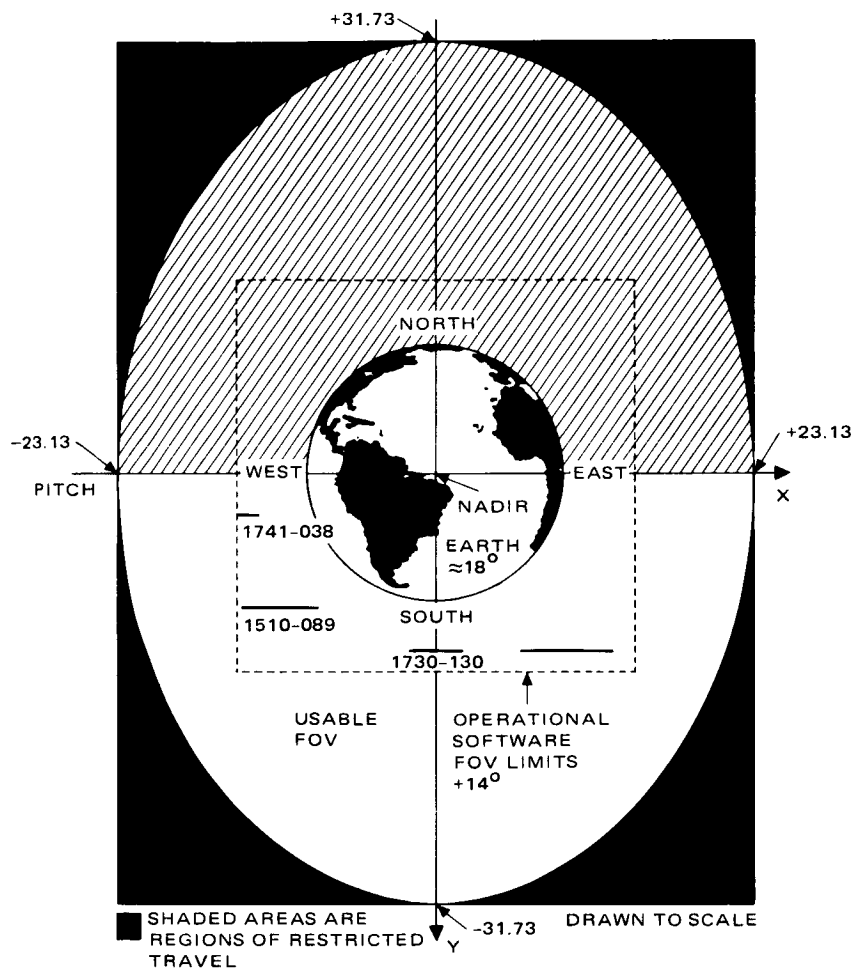 +31.73
NORTH
-23.13
+23.13
WEST
EAST
PITCH
X
NADIR
1741-038
EARTH
≈18°
1510-089
SOUTH
1730-130
USABLE
FOV
OPERATIONAL
SOFTWARE
FOV LIMITS
+14°
SHADED AREAS ARE
REGIONS OF RESTRICTED
TRAVEL
-31.73
Y
DRAWN TO SCALE